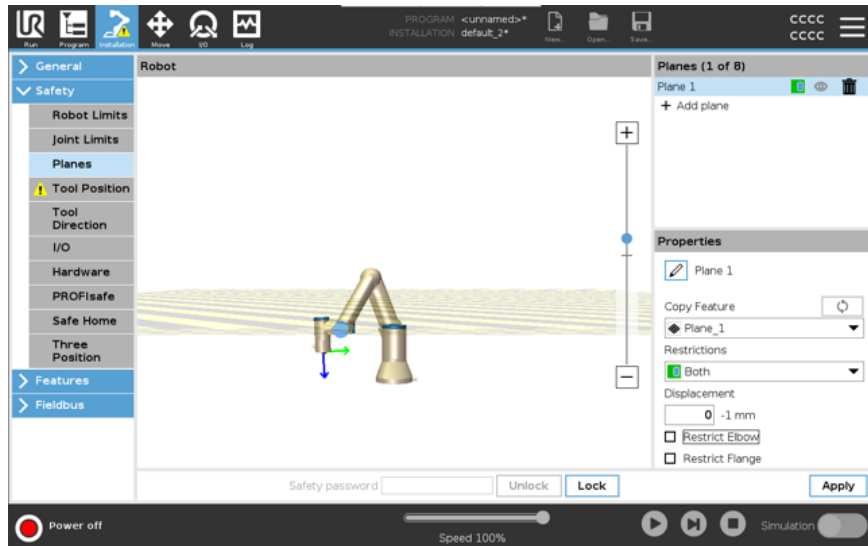 UR
PROGRAM <unnamed>*
INSTALLATION default_2*
CCCC
CCCC
Run
Program
Installation
Move
I/O
Log
New...
Open...
Save...
General
Safety
Robot Limits
Joint Limits
Planes
Tool Position
Tool
Direction
I/O
Hardware
PROFIsafe
Safe Home
Three
Position
Features
Fieldbus
Robot
Planes (1 of 8)
Plane 1
+ Add plane
Properties
Plane 1
Copy Feature
Plane_1
Restrictions
Both
Displacement
0 -1 mm
Restrict Elbow
Restrict Flange
Safety password
Unlock
Lock
Apply
Power off
Speed 100%
Simulation